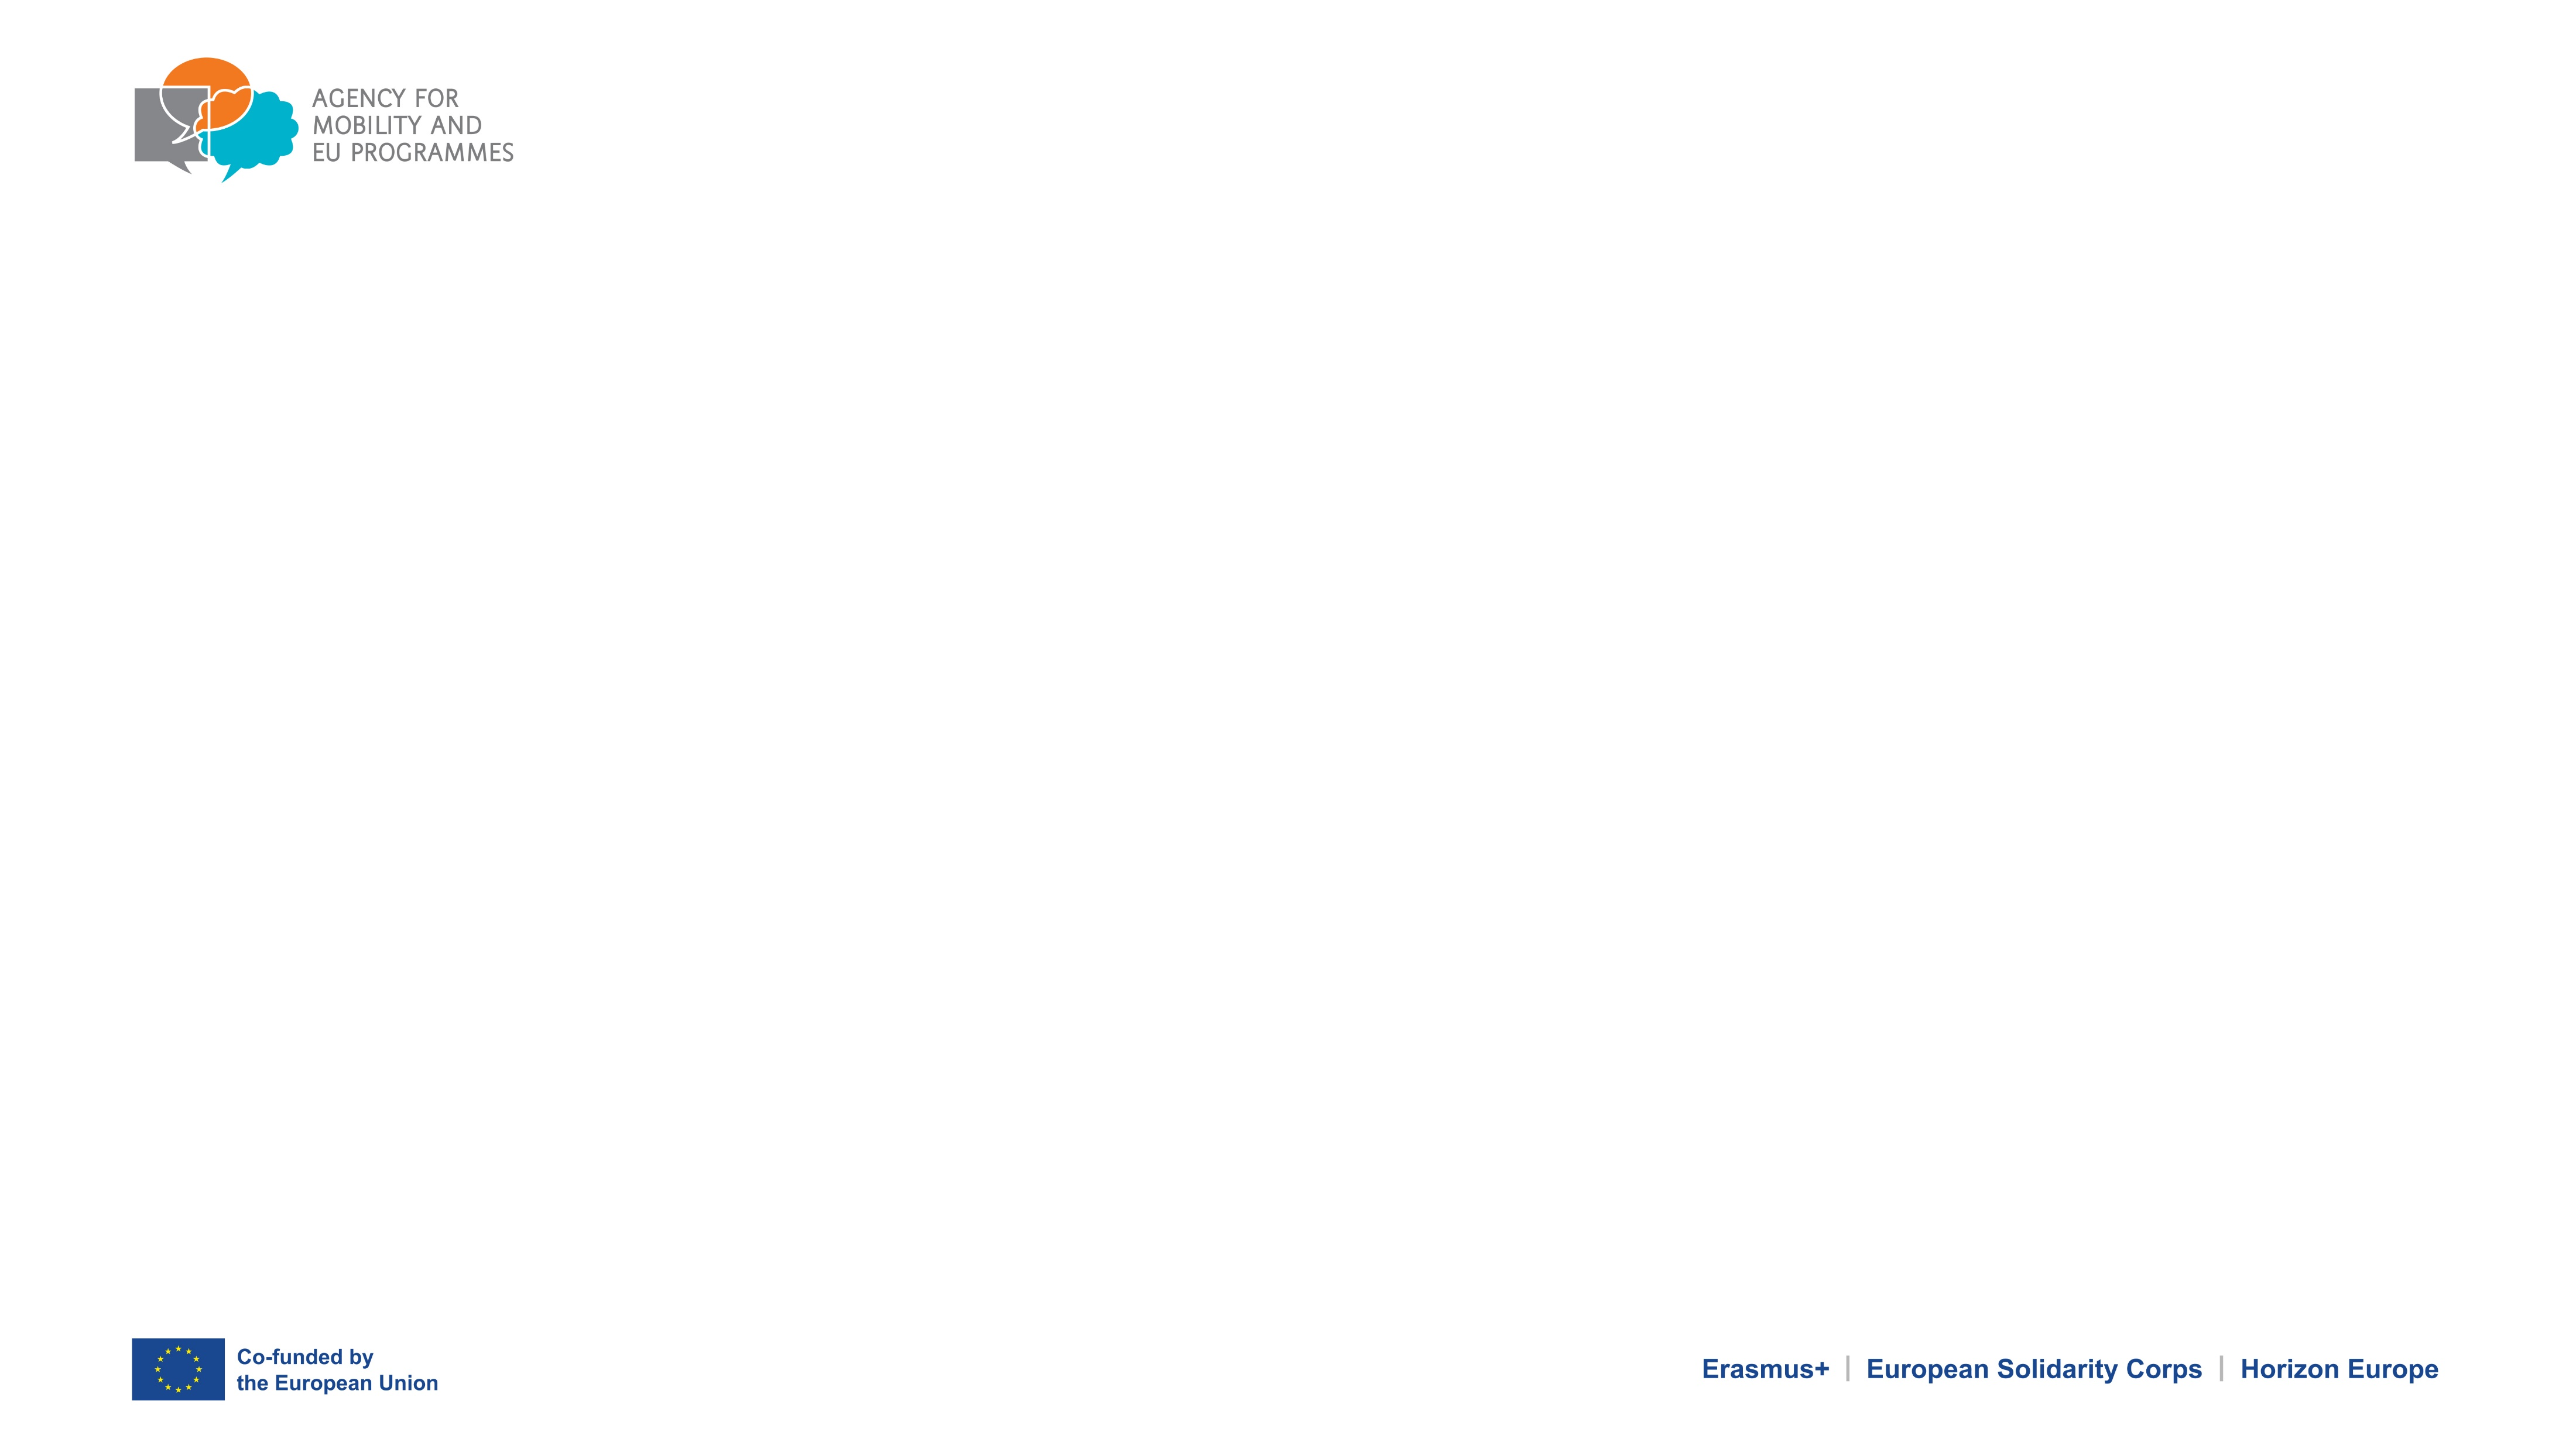 AGENCY FOR
MOBILITY AND
EU PROGRAMMES
Co-funded by
the European Union
Erasmus+ | European Solidarity Corps | Horizon Europe